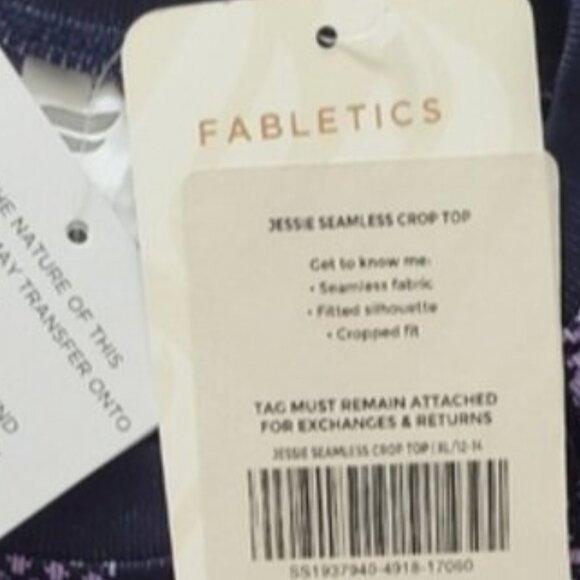 FABLETICS
JESSIE SEAMLESS CROP TOP
Get to know me:
• Seamless fabric
• Fitted silhouette
• Cropped fit
TAG MUST REMAIN ATTACHED
FOR EXCHANGES & RETURNS
JESSIE SEAMLESS CROP TOP | XL/12-14
SS1937940-4918-17060
NATURE OF THIS
MAY TRANSFER ONTO